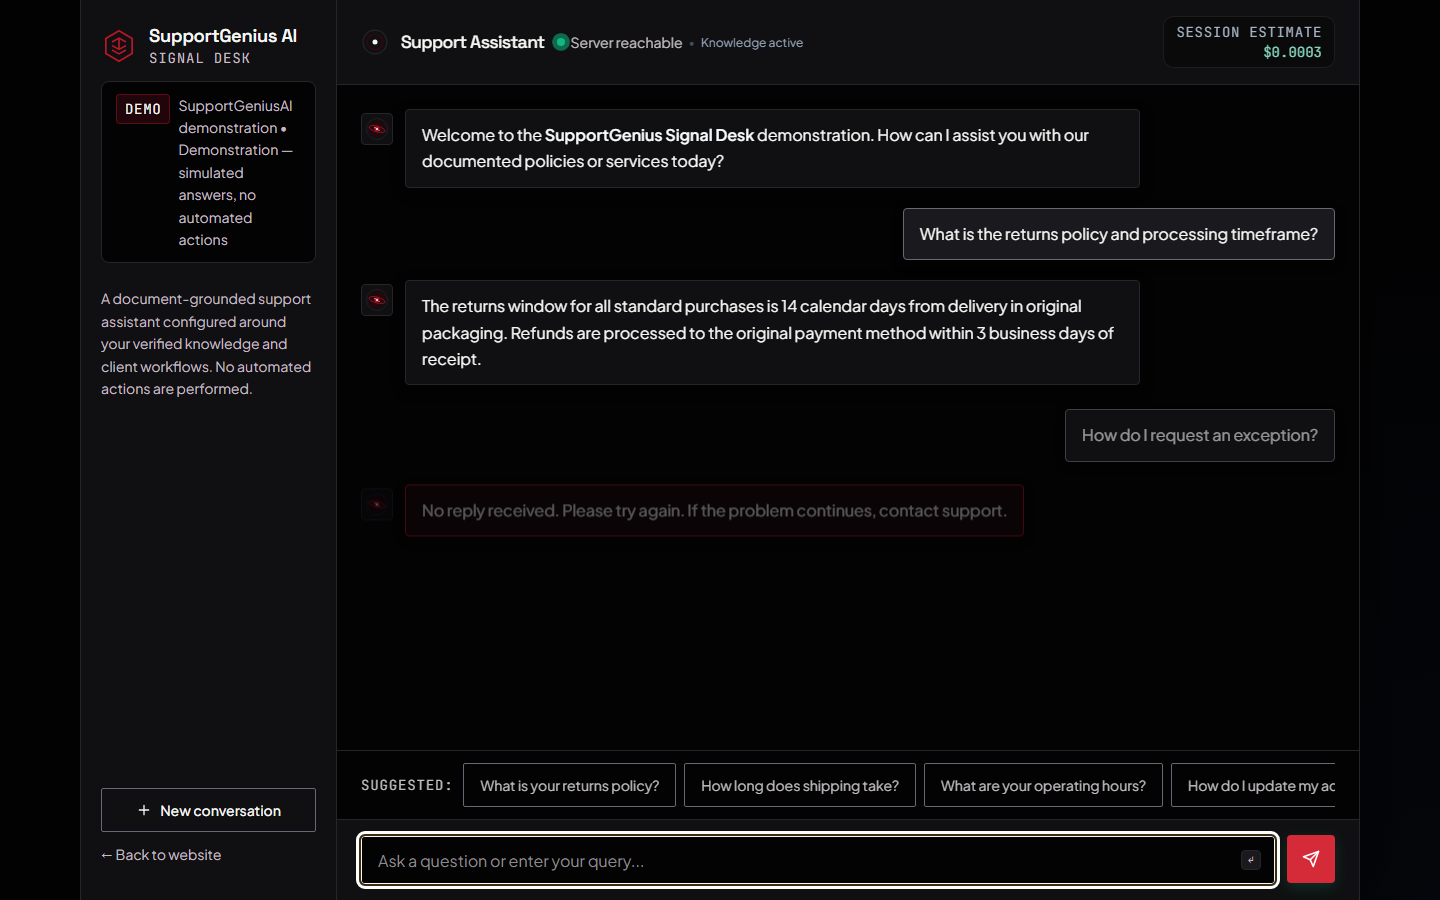 SupportGenius AI
SIGNAL DESK
DEMO
SupportGeniusAI
demonstration •
Demonstration —
simulated
answers, no
automated
actions
A document-grounded support
assistant configured around
your verified knowledge and
client workflows. No automated
actions are performed.
+ New conversation
← Back to website
Support Assistant Server reachable • Knowledge active
SESSION ESTIMATE
$0.0003
Welcome to the SupportGenius Signal Desk demonstration. How can I assist you with our
documented policies or services today?
What is the returns policy and processing timeframe?
The returns window for all standard purchases is 14 calendar days from delivery in original
packaging. Refunds are processed to the original payment method within 3 business days of
receipt.
How do I request an exception?
No reply received. Please try again. If the problem continues, contact support.
SUGGESTED: What is your returns policy? How long does shipping take? What are your operating hours? How do I update my ac
Ask a question or enter your query... ↵